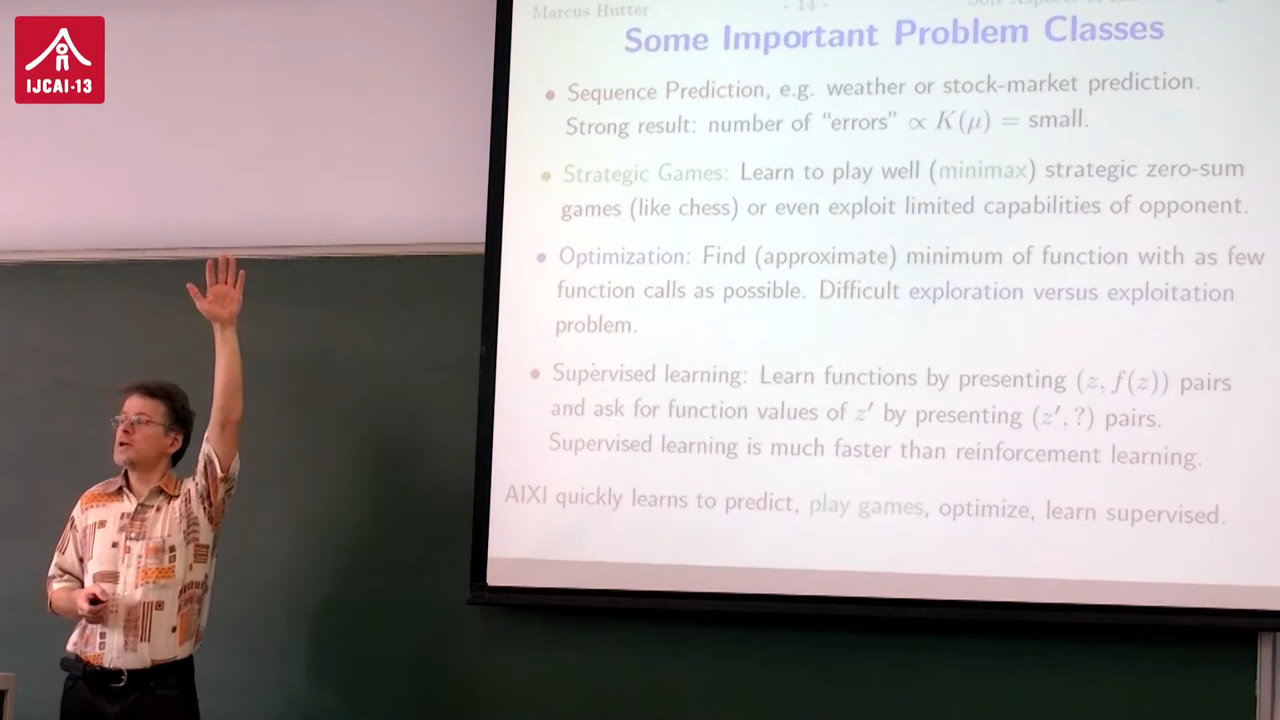 IJCAI-13
Marcus Hutter - 14 -
Some Important Problem Classes
• Sequence Prediction, e.g. weather or stock-market prediction.
Strong result: number of “errors” ∝ K(μ) = small.
• Strategic Games: Learn to play well (minimax) strategic zero-sum
games (like chess) or even exploit limited capabilities of opponent.
• Optimization: Find (approximate) minimum of function with as few
function calls as possible. Difficult exploration versus exploitation
problem.
• Supervised learning: Learn functions by presenting (z, f(z)) pairs
and ask for function values of z′ by presenting (z′, ?) pairs.
Supervised learning is much faster than reinforcement learning.
AIXI quickly learns to predict, play games, optimize, learn supervised.